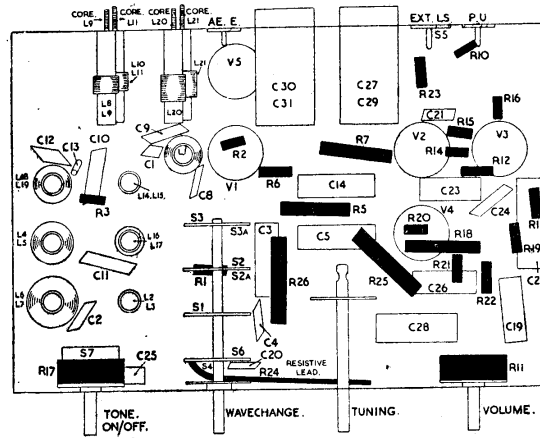 CORE. CORE. CORE CORE. AE. E. EXT. LS. P.U
L9 L11 L20 L21 S5
R10
L10
L11
L21
V5
C30
C31
C27
C29
R23
R16
L8
L9
L20
C21
R15
C12
C13
C10
C9
C1
R2
R7
V2
R14
V3
R12
L18
L19
R3
L14, L15,
C8
V1
R6
C14
C23
C24
L4
L5
L16
L17
S3
S3A
C3
R5
C5
R20
V4
R18
R19
C11
S2
S2A
R1
R26
R25
R21
C26
R22
L6
L7
C2
L2
L3
S1
C4
C28
C19
S7
C25
S6
C20
S4
R24
RESISTIVE
LEAD.
R17
R11
TONE.
ON/OFF.
WAVECHANGE.
TUNING.
VOLUME.